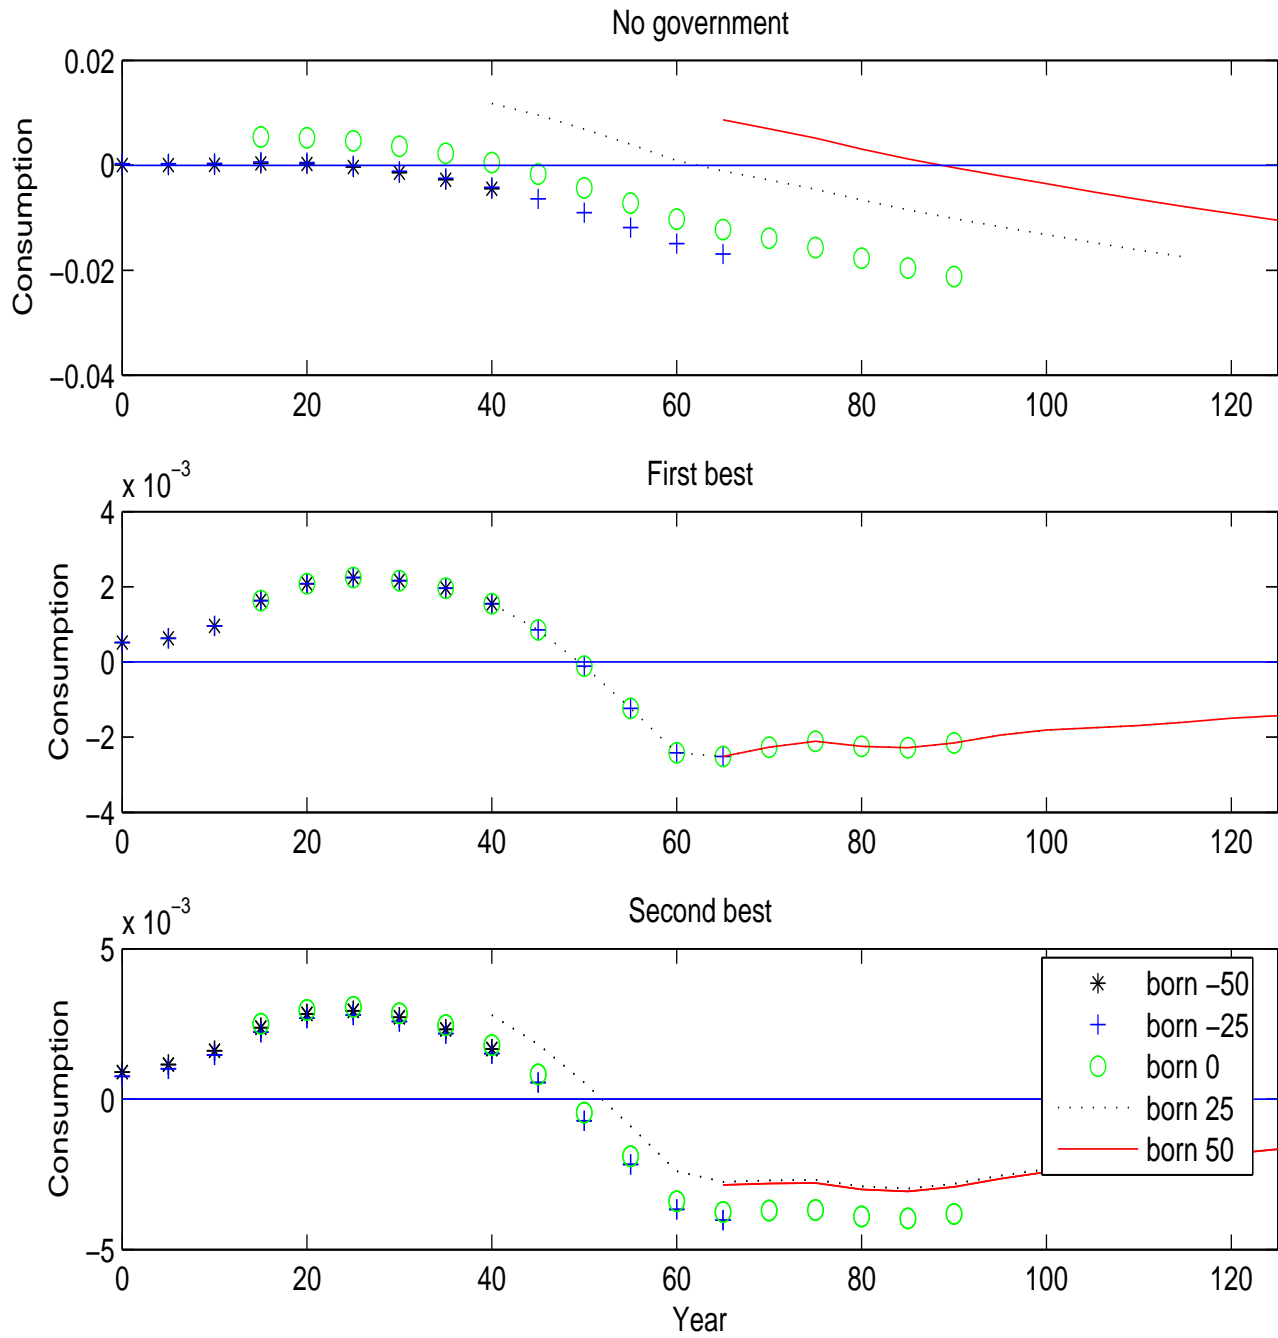 No government
0.02
0
−0.02
−0.04
Consumption
0 20 40 60 80 100 120
First best
x 10−3
4
2
0
−2
−4
Consumption
0 20 40 60 80 100 120
Second best
x 10−3
5
0
−5
Consumption
born −50
born −25
born 0
born 25
born 50
0 20 40 60 80 100 120
Year